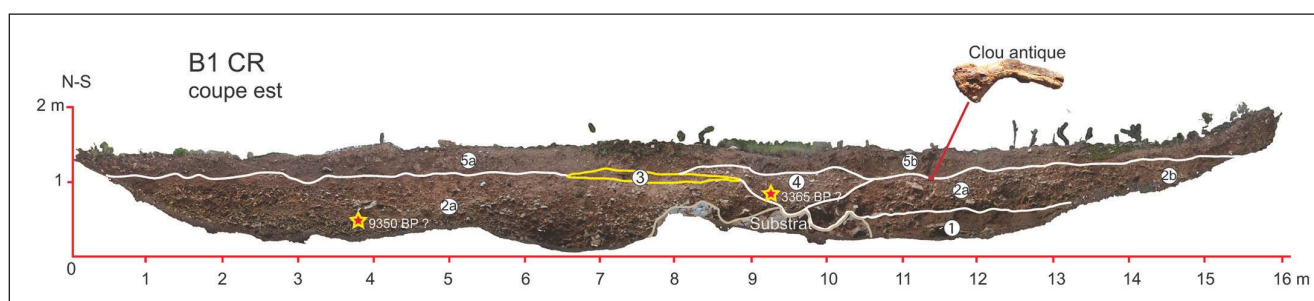 B1 CR
coupe est
Clou antique
N-S
2 m
1
0
5a
5b
3
4
2a
2b
2a
3365 BP ?
9350 BP ?
Substrat
1
1 2 3 4 5 6 7 8 9 10 11 12 13 14 15 16 m